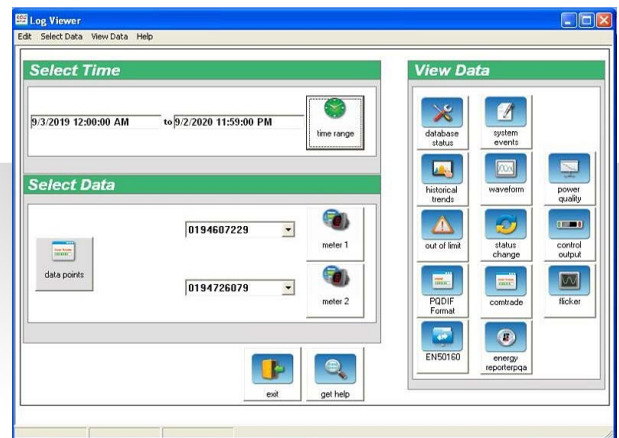 Log Viewer
Edit Select Data View Data Help
Select Time
9/3/2019 12:00:00 AM to 9/2/2020 11:59:00 PM
time range
Select Data
data points
0194607229
meter 1
0194726079
meter 2
exit
get help
View Data
database
status
system
events
historical
trends
waveform
power
quality
out of limit
status
change
control
output
PQDIF
Format
comtrade
flicker
EN50160
energy
reporterpqa